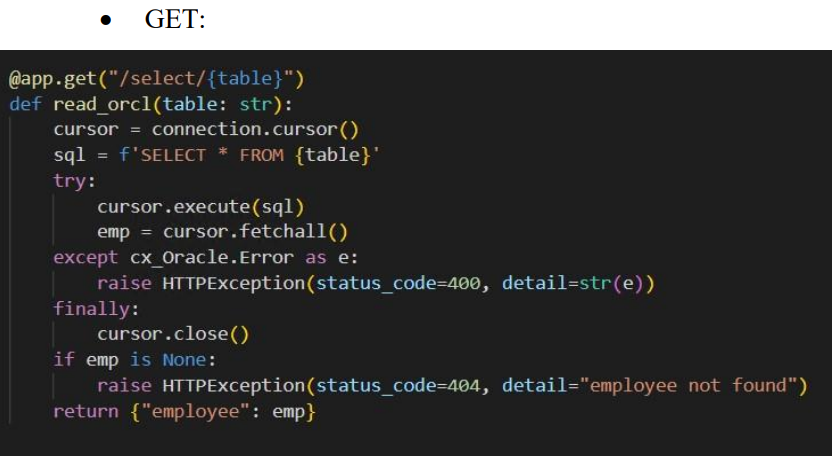 • GET:
@app.get("/select/{table}")
def read_orcl(table: str):
    cursor = connection.cursor()
    sql = f'SELECT * FROM {table}'
    try:
        cursor.execute(sql)
        emp = cursor.fetchall()
    except cx_Oracle.Error as e:
        raise HTTPException(status_code=400, detail=str(e))
    finally:
        cursor.close()
    if emp is None:
        raise HTTPException(status_code=404, detail="employee not found")
    return {"employee": emp}